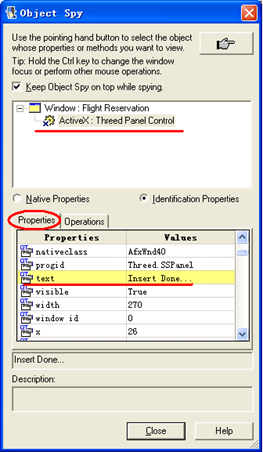 Object Spy
Use the pointing hand button to select the object
whose properties or methods you want to view.
Tip: Hold the Ctrl key to change the window
focus or perform other mouse operations.
Keep Object Spy on top while spying.
Window : Flight Reservation
ActiveX : Threed Panel Control
Native Properties Identification Properties
Properties Operations
Properties Values
nativeclass AfxWnd40
progid Threed.SSPanel
text Insert Done...
visible True
width 270
window id 0
x 26
Insert Done...
Description:
Close Help